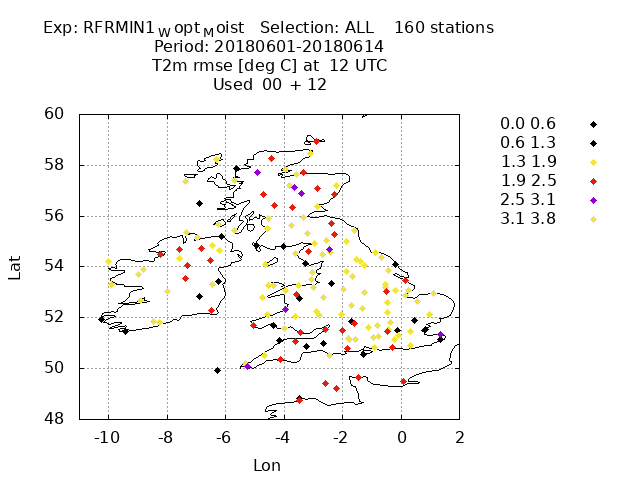 Exp: RFRMIN1WoptMoist Selection: ALL 160 stations
Period: 20180601-20180614
T2m rmse [deg C] at 12 UTC
Used 00 + 12
60
58
56
54
52
50
48
-10 -8 -6 -4 -2 0 2
Lat
Lon
0.0 0.6
0.6 1.3
1.3 1.9
1.9 2.5
2.5 3.1
3.1 3.8